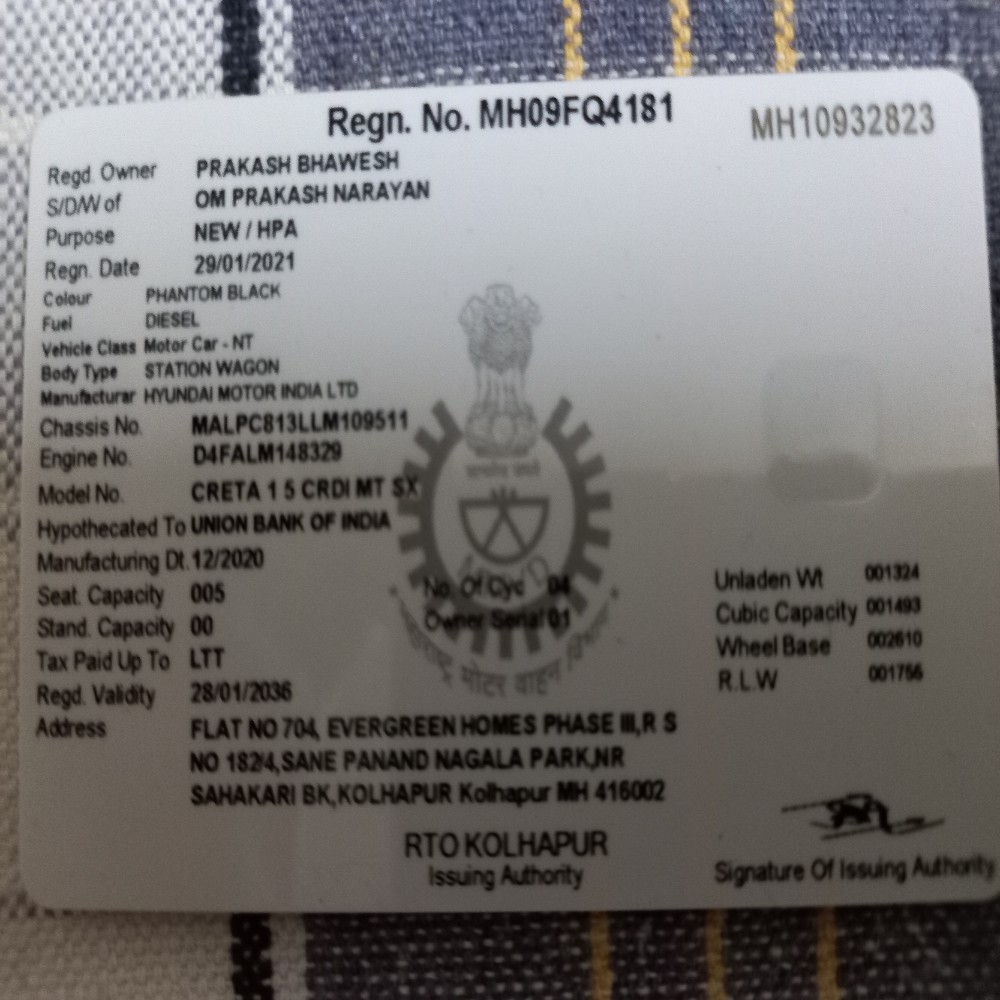 Regn. No. MH09FQ4181 MH10932823
Regd. Owner PRAKASH BHAWESH
S/D/W of OM PRAKASH NARAYAN
Purpose NEW / HPA
Regn. Date 29/01/2021
Colour PHANTOM BLACK
Fuel DIESEL
Vehicle Class Motor Car - NT
Body Type STATION WAGON
Manufacturar HYUNDAI MOTOR INDIA LTD
Chassis No. MALPC813LLM109511
Engine No. D4FALM148329
Model No. CRETA 1 5 CRDI MT SX
Hypothecated To UNION BANK OF INDIA
Manufacturing Dt. 12/2020
Seat. Capacity 005 No. Of Cyc 04 Unladen Wt 001324
Stand. Capacity 00 Owner Serial 01 Cubic Capacity 001493
Tax Paid Up To LTT Wheel Base 002610
Regd. Validity 28/01/2036 R.L.W 001756
मोटर वाहन
Address FLAT NO 704, EVERGREEN HOMES PHASE III,R S
NO 182/4,SANE PANAND NAGALA PARK,NR
SAHAKARI BK,KOLHAPUR Kolhapur MH 416002
RTO KOLHAPUR
Issuing Authority
Signature Of Issuing Authority